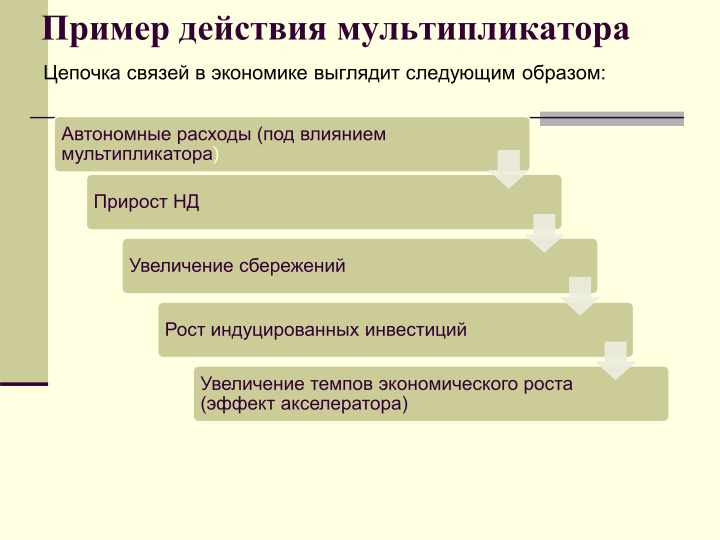 Пример действия мультипликатора
Цепочка связей в экономике выглядит следующим образом:
Автономные расходы (под влиянием
мультипликатора)
Прирост НД
Увеличение сбережений
Рост индуцированных инвестиций
Увеличение темпов экономического роста
(эффект акселератора)